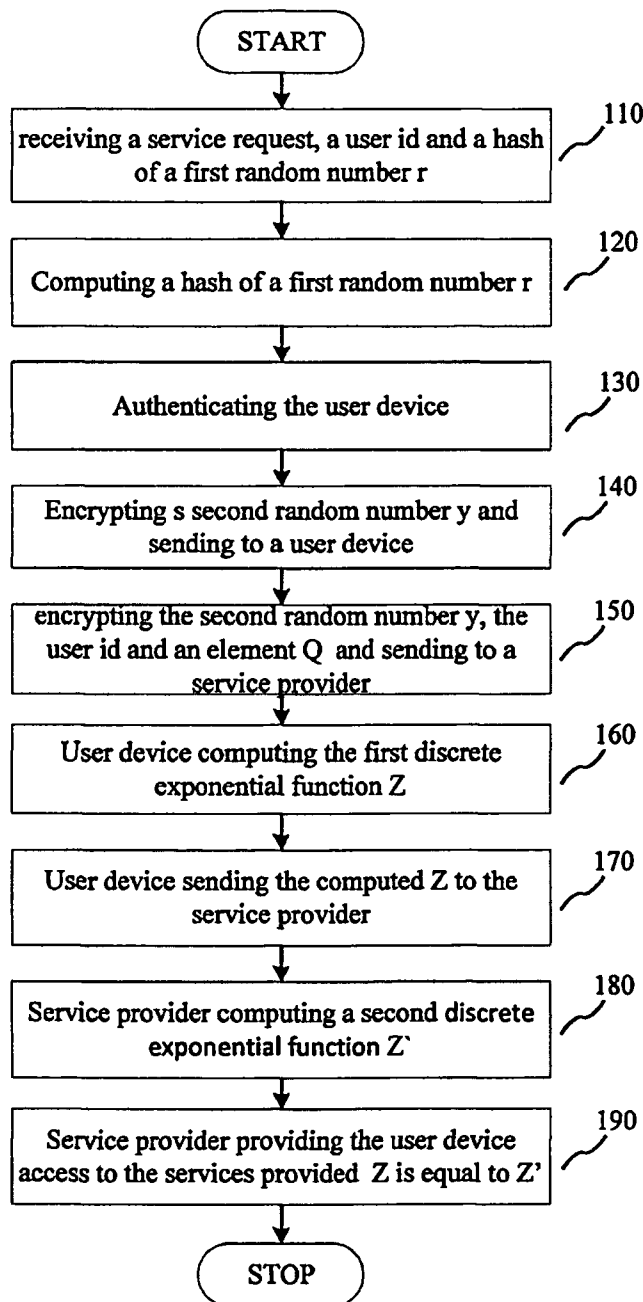 START
receiving a service request, a user id and a hash
of a first random number r
110
Computing a hash of a first random number r
120
Authenticating the user device
130
Encrypting s second random number y and
sending to a user device
140
encrypting the second random number y, the
user id and an element Q and sending to a
service provider
150
User device computing the first discrete
exponential function Z
160
User device sending the computed Z to the
service provider
170
Service provider computing a second discrete
exponential function Z`
180
Service provider providing the user device
access to the services provided Z is equal to Z’
190
STOP